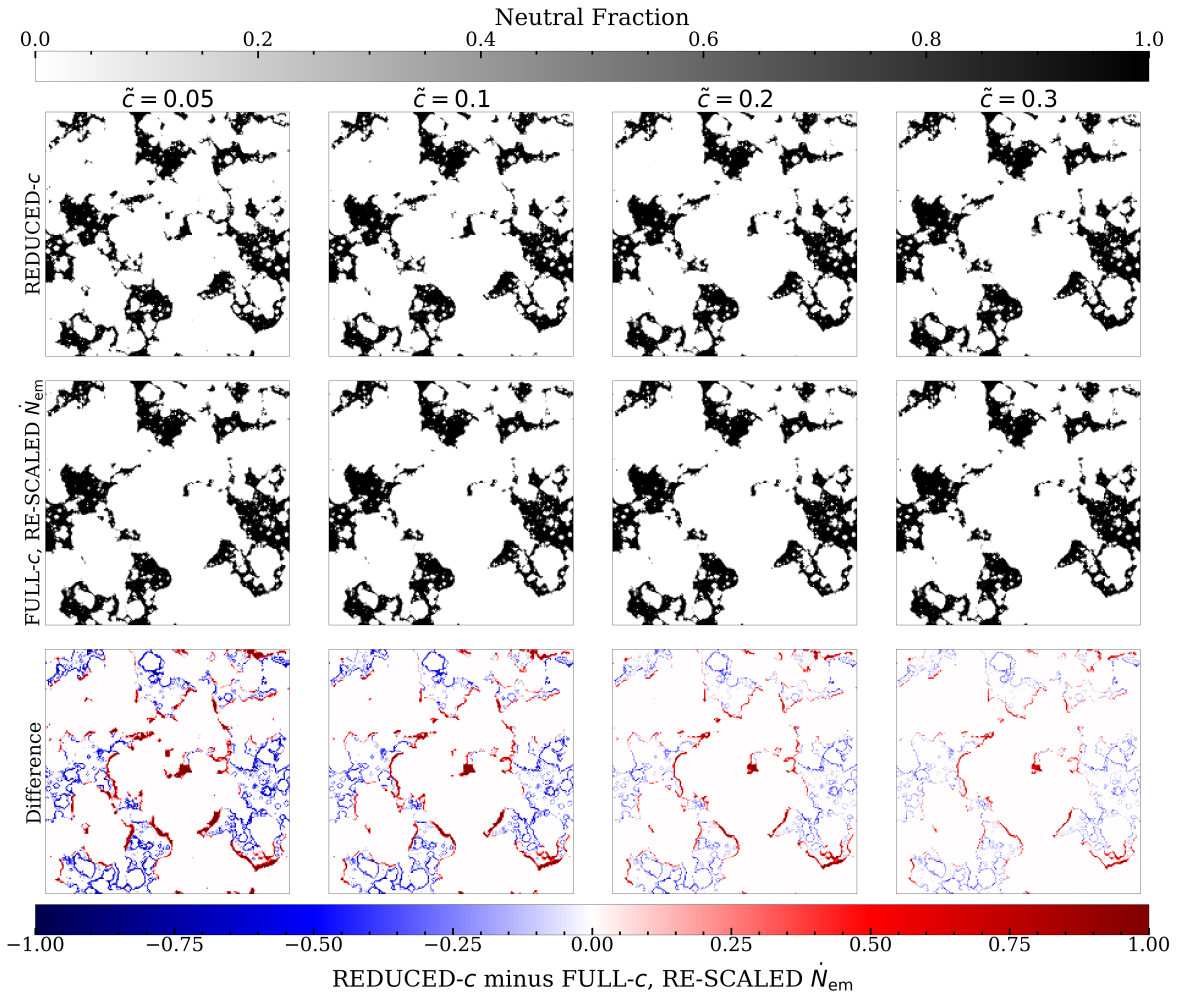 Neutral Fraction
0.0 0.2 0.4 0.6 0.8 1.0
c̃ = 0.05 c̃ = 0.1 c̃ = 0.2 c̃ = 0.3
REDUCED-c
FULL-c, RE-SCALED Ṅem
Difference
−1.00 −0.75 −0.50 −0.25 0.00 0.25 0.50 0.75 1.00
REDUCED-c minus FULL-c, RE-SCALED Ṅem